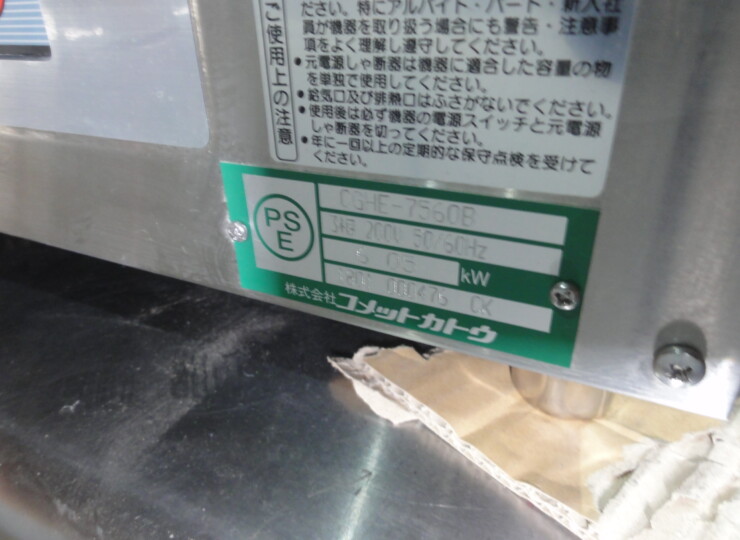 ご使用上の注意
ださい。特にアルバイト・パート・新入社
員が機器を取り扱う場合にも警告・注意事
項をよく理解し遵守してください。
●元電源しゃ断器は機器に適合した容量の物
を単独で使用してください。
●給気口及び排熱口はふさがないでください。
●使用後は必ず機器の電源スイッチと元電源
しゃ断器を切ってください。
●年に一回以上の定期的な保守点検を受けて
ください。
PS
E
CGHE-7560B
3相 200V 50/60Hz
kW
000476 CK
株式会社コメットカトウ